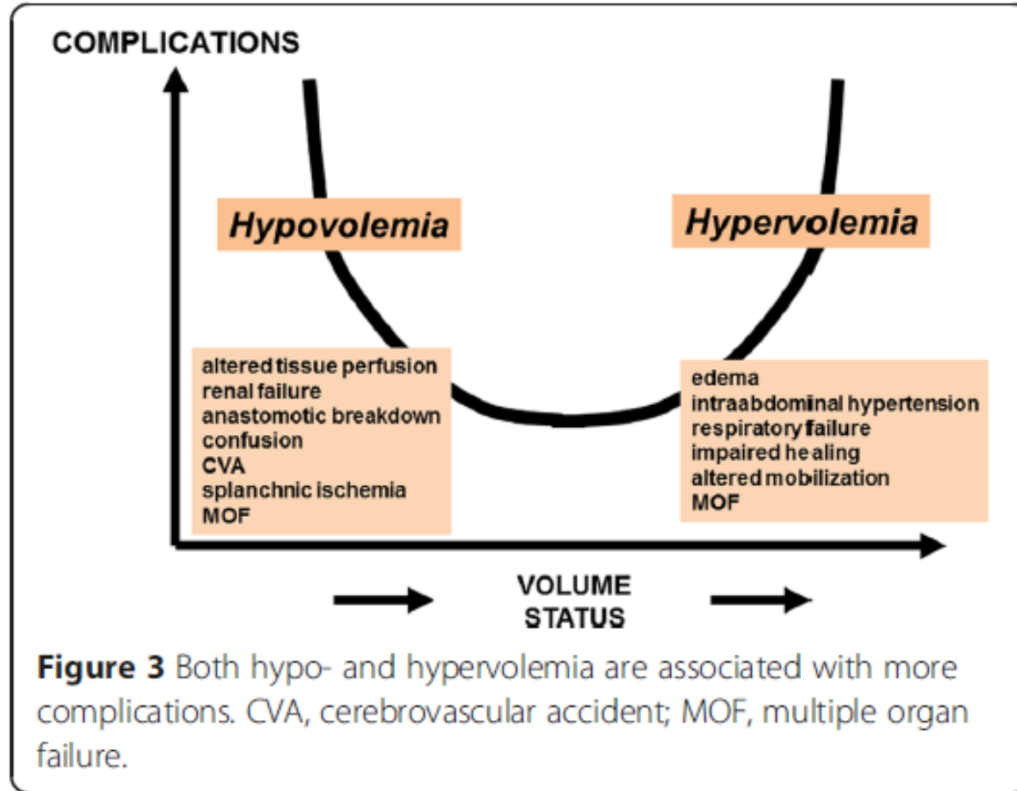 COMPLICATIONS
Hypovolemia
Hypervolemia
altered tissue perfusion
renal failure
anastomotic breakdown
confusion
CVA
splanchnic ischemia
MOF
edema
intraabdominal hypertension
respiratory failure
impaired healing
altered mobilization
MOF
VOLUME
STATUS
Figure 3 Both hypo- and hypervolemia are associated with more
complications. CVA, cerebrovascular accident; MOF, multiple organ
failure.